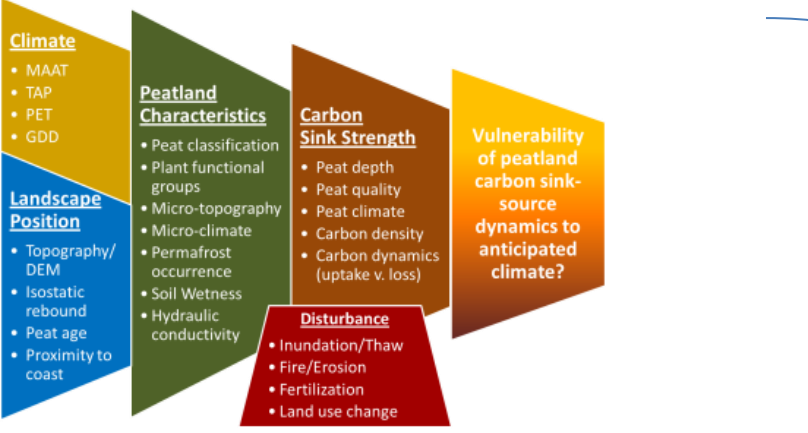 Climate
• MAAT
• TAP
• PET
• GDD
Landscape
Position
• Topography/
DEM
• Isostatic
rebound
• Peat age
• Proximity to
coast
Peatland
Characteristics
• Peat classification
• Plant functional
groups
• Micro-topography
• Micro-climate
• Permafrost
occurrence
• Soil Wetness
• Hydraulic
conductivity
Carbon
Sink Strength
• Peat depth
• Peat quality
• Peat climate
• Carbon density
• Carbon dynamics
(uptake v. loss)
Disturbance
• Inundation/Thaw
• Fire/Erosion
• Fertilization
• Land use change
Vulnerability
of peatland
carbon sink-
source
dynamics to
anticipated
climate?